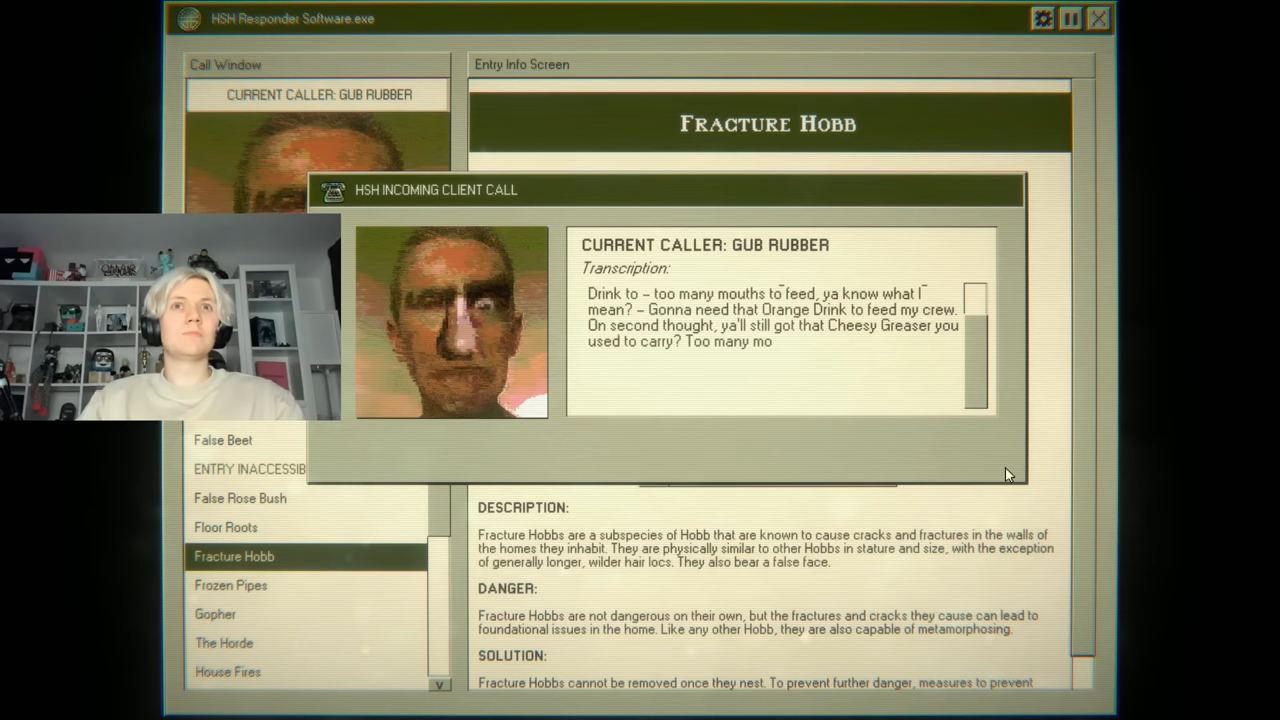 HSH Responder Software.exe
Call Window
Entry Info Screen
CURRENT CALLER: GUB RUBBER
FRACTURE HOBB
HSH INCOMING CLIENT CALL
CURRENT CALLER: GUB RUBBER
Transcription:
Drink to – too many mouths to feed, ya know what I
mean? – Gonna need that Orange Drink to feed my crew.
On second thought, ya'll still got that Cheesy Greaser you
used to carry? Too many mo
False Beet
ENTRY INACCESSIB
False Rose Bush
Floor Roots
Fracture Hobb
Frozen Pipes
Gopher
The Horde
House Fires
DESCRIPTION:
Fracture Hobbs are a subspecies of Hobb that are known to cause cracks and fractures in the walls of
the homes they inhabit. They are physically similar to other Hobbs in stature and size, with the exception
of generally longer, wilder hair locs. They also bear a false face.
DANGER:
Fracture Hobbs are not dangerous on their own, but the fractures and cracks they cause can lead to
foundational issues in the home. Like any other Hobb, they are also capable of metamorphosing.
SOLUTION:
Fracture Hobbs cannot be removed once they nest. To prevent further danger, measures to prevent